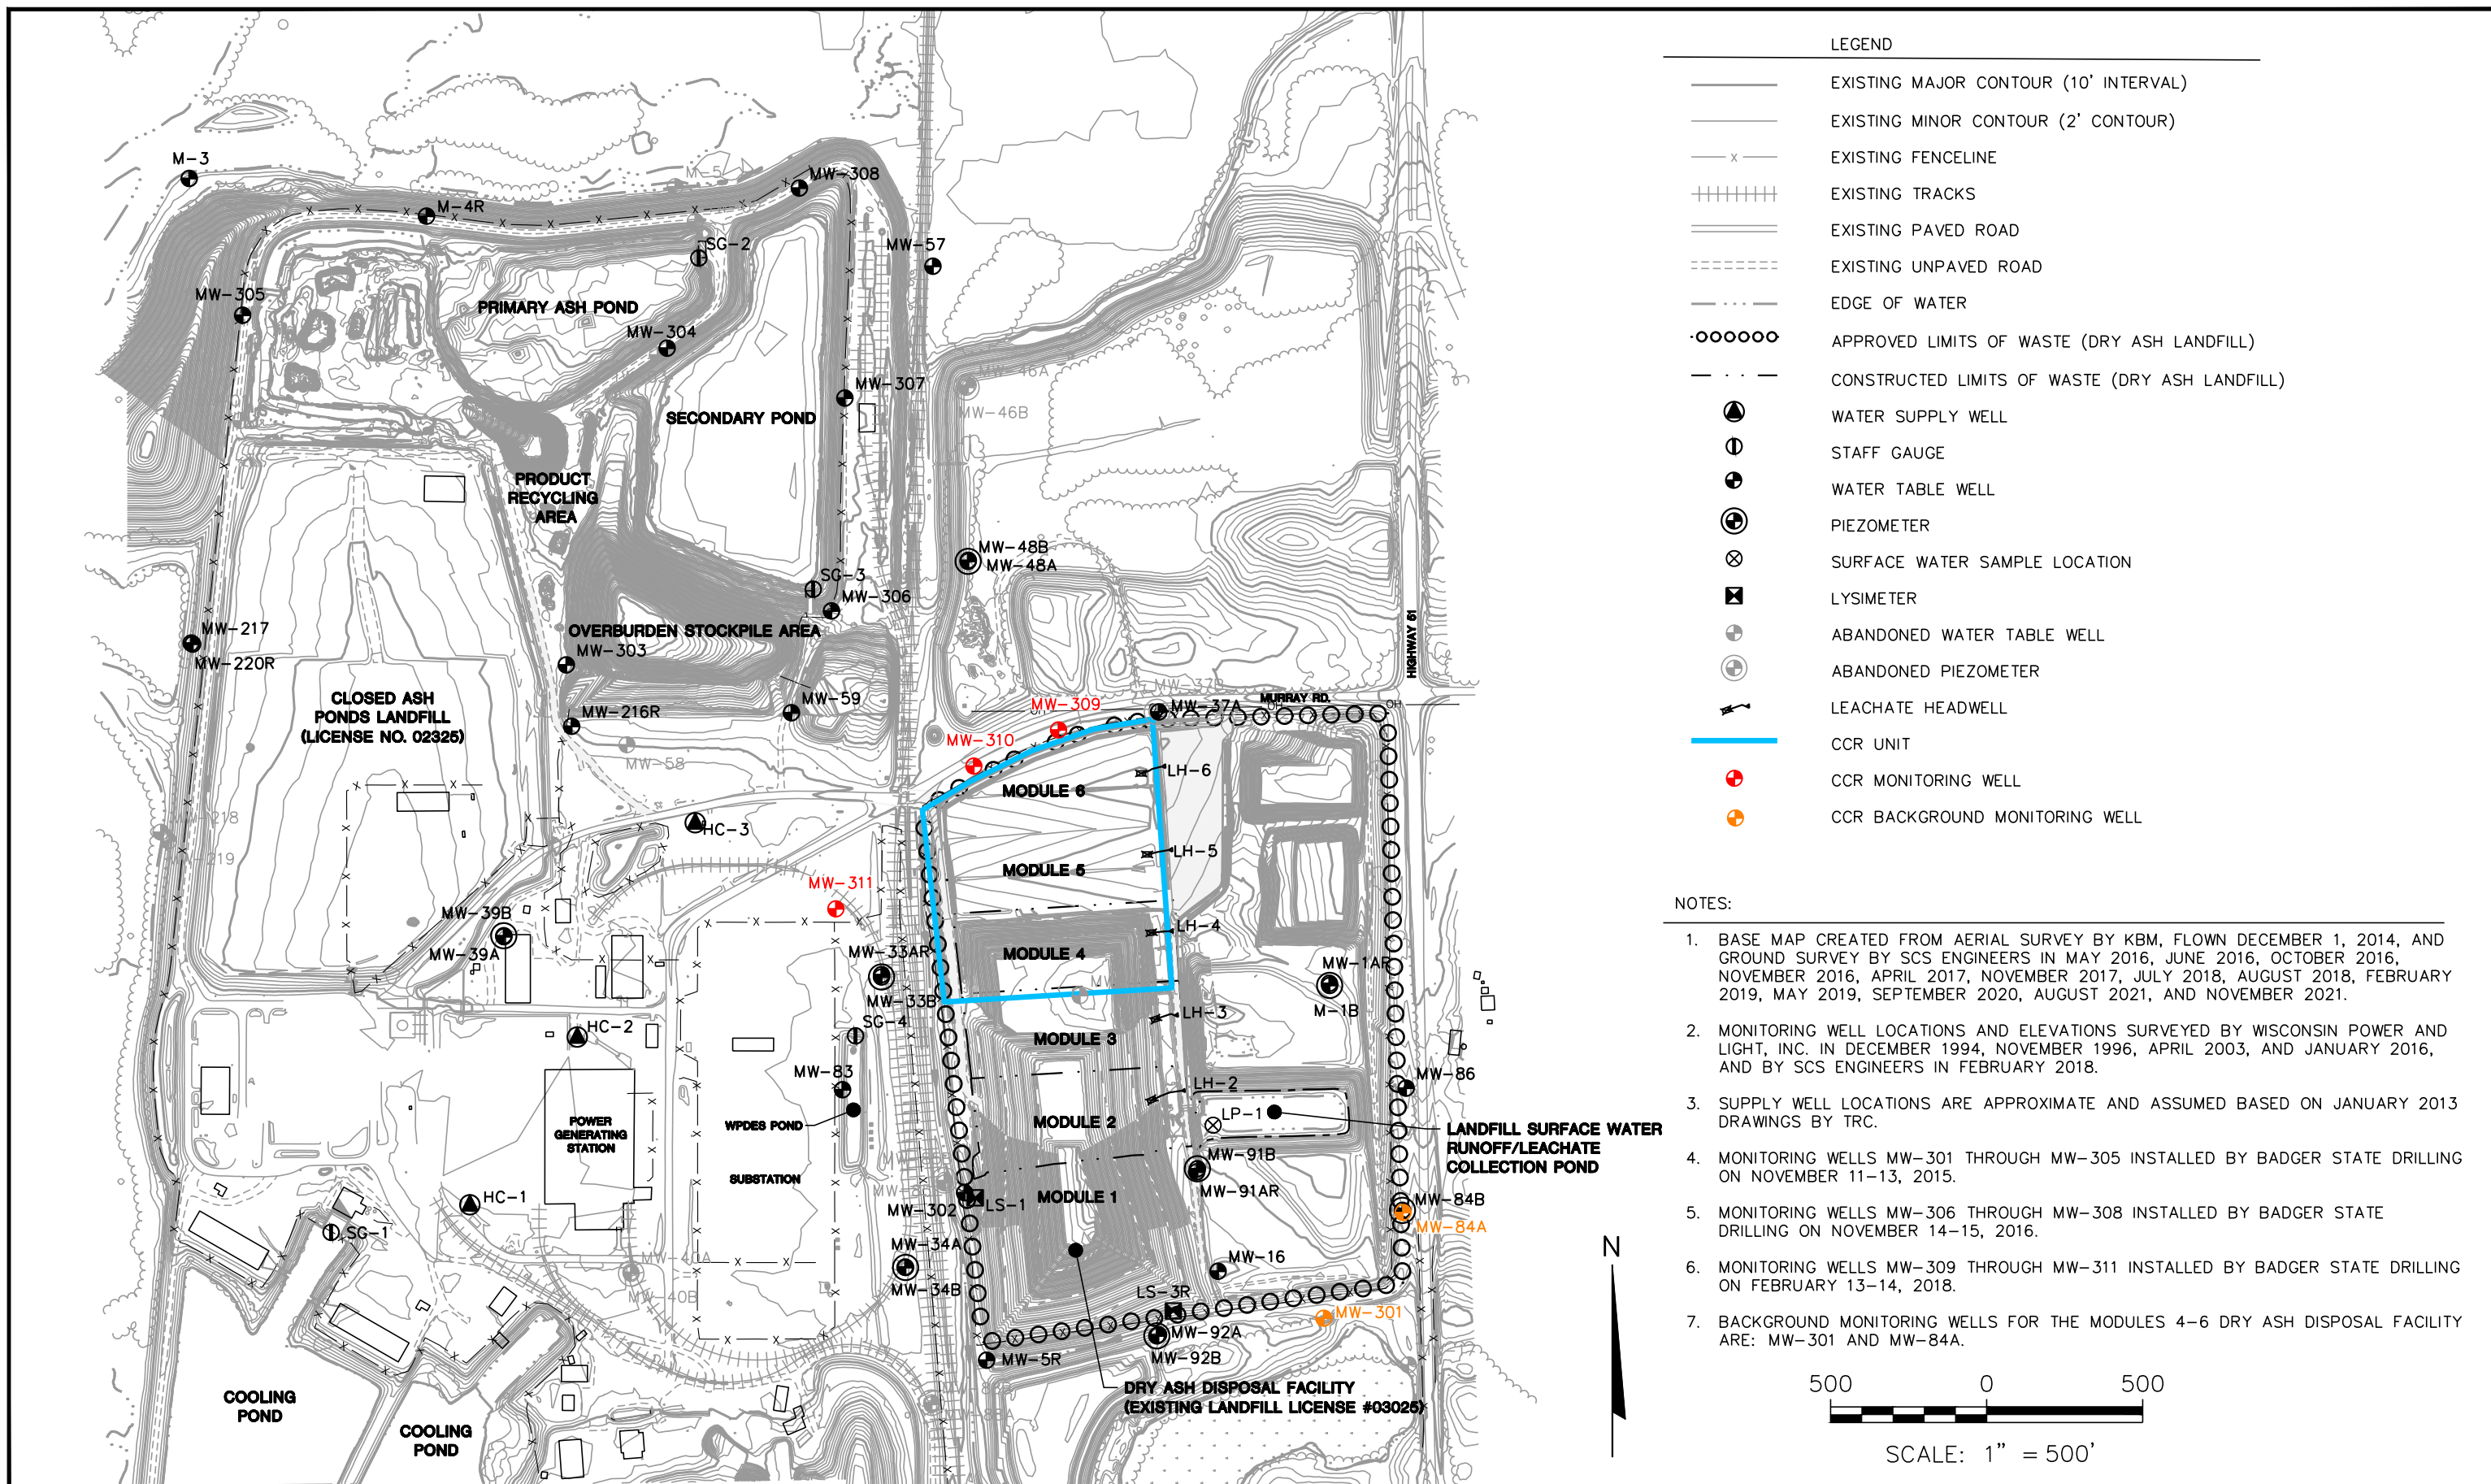 M-3
M-4R
M-5
MW-308
SG-2
MW-57
MW-305
PRIMARY ASH POND
MW-304
MW-307
MW-46A
MW-46B
SECONDARY POND
PRODUCT
RECYCLING
AREA
MW-48B
MW-48A
SG-3
MW-306
OVERBURDEN STOCKPILE AREA
MW-303
MW-217
MW-220R
CLOSED ASH
PONDS LANDFILL
(LICENSE NO. 02325)
MW-216R
MW-59
MW-58
MW-309
MW-310
MW-37B
MW-37A
MURRAY RD.
OH
OH
OH
HIGHWAY 51
MODULE 6
LH-6
MODULE 5
LH-5
HC-3
MW-311
MW-39B
MW-39A
MW-33AR
MW-33B
MODULE 4
LH-4
MW-1AR
M-1B
SG-4
LH-3
MODULE 3
HC-2
MW-83
LH-2
MW-86
LP-1
MODULE 2
WPDES POND
POWER
GENERATING
STATION
LANDFILL SURFACE WATER
RUNOFF/LEACHATE
COLLECTION POND
MW-91B
MW-91AR
SUBSTATION
MODULE 1
LS-1
MW-302
HC-1
SG-1
MW-84B
MW-84A
MW-34A
MW-34B
MW-40A
MW-40B
MW-16
LS-3R
MW-301
MW-92A
MW-92B
MW-5R
DRY ASH DISPOSAL FACILITY
(EXISTING LANDFILL LICENSE #03025)
COOLING
POND
COOLING
POND
LEGEND
EXISTING MAJOR CONTOUR (10' INTERVAL)
EXISTING MINOR CONTOUR (2' CONTOUR)
EXISTING FENCELINE
EXISTING TRACKS
EXISTING PAVED ROAD
EXISTING UNPAVED ROAD
EDGE OF WATER
APPROVED LIMITS OF WASTE (DRY ASH LANDFILL)
CONSTRUCTED LIMITS OF WASTE (DRY ASH LANDFILL)
WATER SUPPLY WELL
STAFF GAUGE
WATER TABLE WELL
PIEZOMETER
SURFACE WATER SAMPLE LOCATION
LYSIMETER
ABANDONED WATER TABLE WELL
ABANDONED PIEZOMETER
LEACHATE HEADWELL
CCR UNIT
CCR MONITORING WELL
CCR BACKGROUND MONITORING WELL
NOTES:
1. BASE MAP CREATED FROM AERIAL SURVEY BY KBM, FLOWN DECEMBER 1, 2014, AND
GROUND SURVEY BY SCS ENGINEERS IN MAY 2016, JUNE 2016, OCTOBER 2016,
NOVEMBER 2016, APRIL 2017, NOVEMBER 2017, JULY 2018, AUGUST 2018, FEBRUARY
2019, MAY 2019, SEPTEMBER 2020, AUGUST 2021, AND NOVEMBER 2021.
2. MONITORING WELL LOCATIONS AND ELEVATIONS SURVEYED BY WISCONSIN POWER AND
LIGHT, INC. IN DECEMBER 1994, NOVEMBER 1996, APRIL 2003, AND JANUARY 2016,
AND BY SCS ENGINEERS IN FEBRUARY 2018.
3. SUPPLY WELL LOCATIONS ARE APPROXIMATE AND ASSUMED BASED ON JANUARY 2013
DRAWINGS BY TRC.
4. MONITORING WELLS MW-301 THROUGH MW-305 INSTALLED BY BADGER STATE DRILLING
ON NOVEMBER 11-13, 2015.
5. MONITORING WELLS MW-306 THROUGH MW-308 INSTALLED BY BADGER STATE
DRILLING ON NOVEMBER 14-15, 2016.
6. MONITORING WELLS MW-309 THROUGH MW-311 INSTALLED BY BADGER STATE DRILLING
ON FEBRUARY 13-14, 2018.
7. BACKGROUND MONITORING WELLS FOR THE MODULES 4-6 DRY ASH DISPOSAL FACILITY
ARE: MW-301 AND MW-84A.
N
500 0 500
SCALE: 1" = 500'